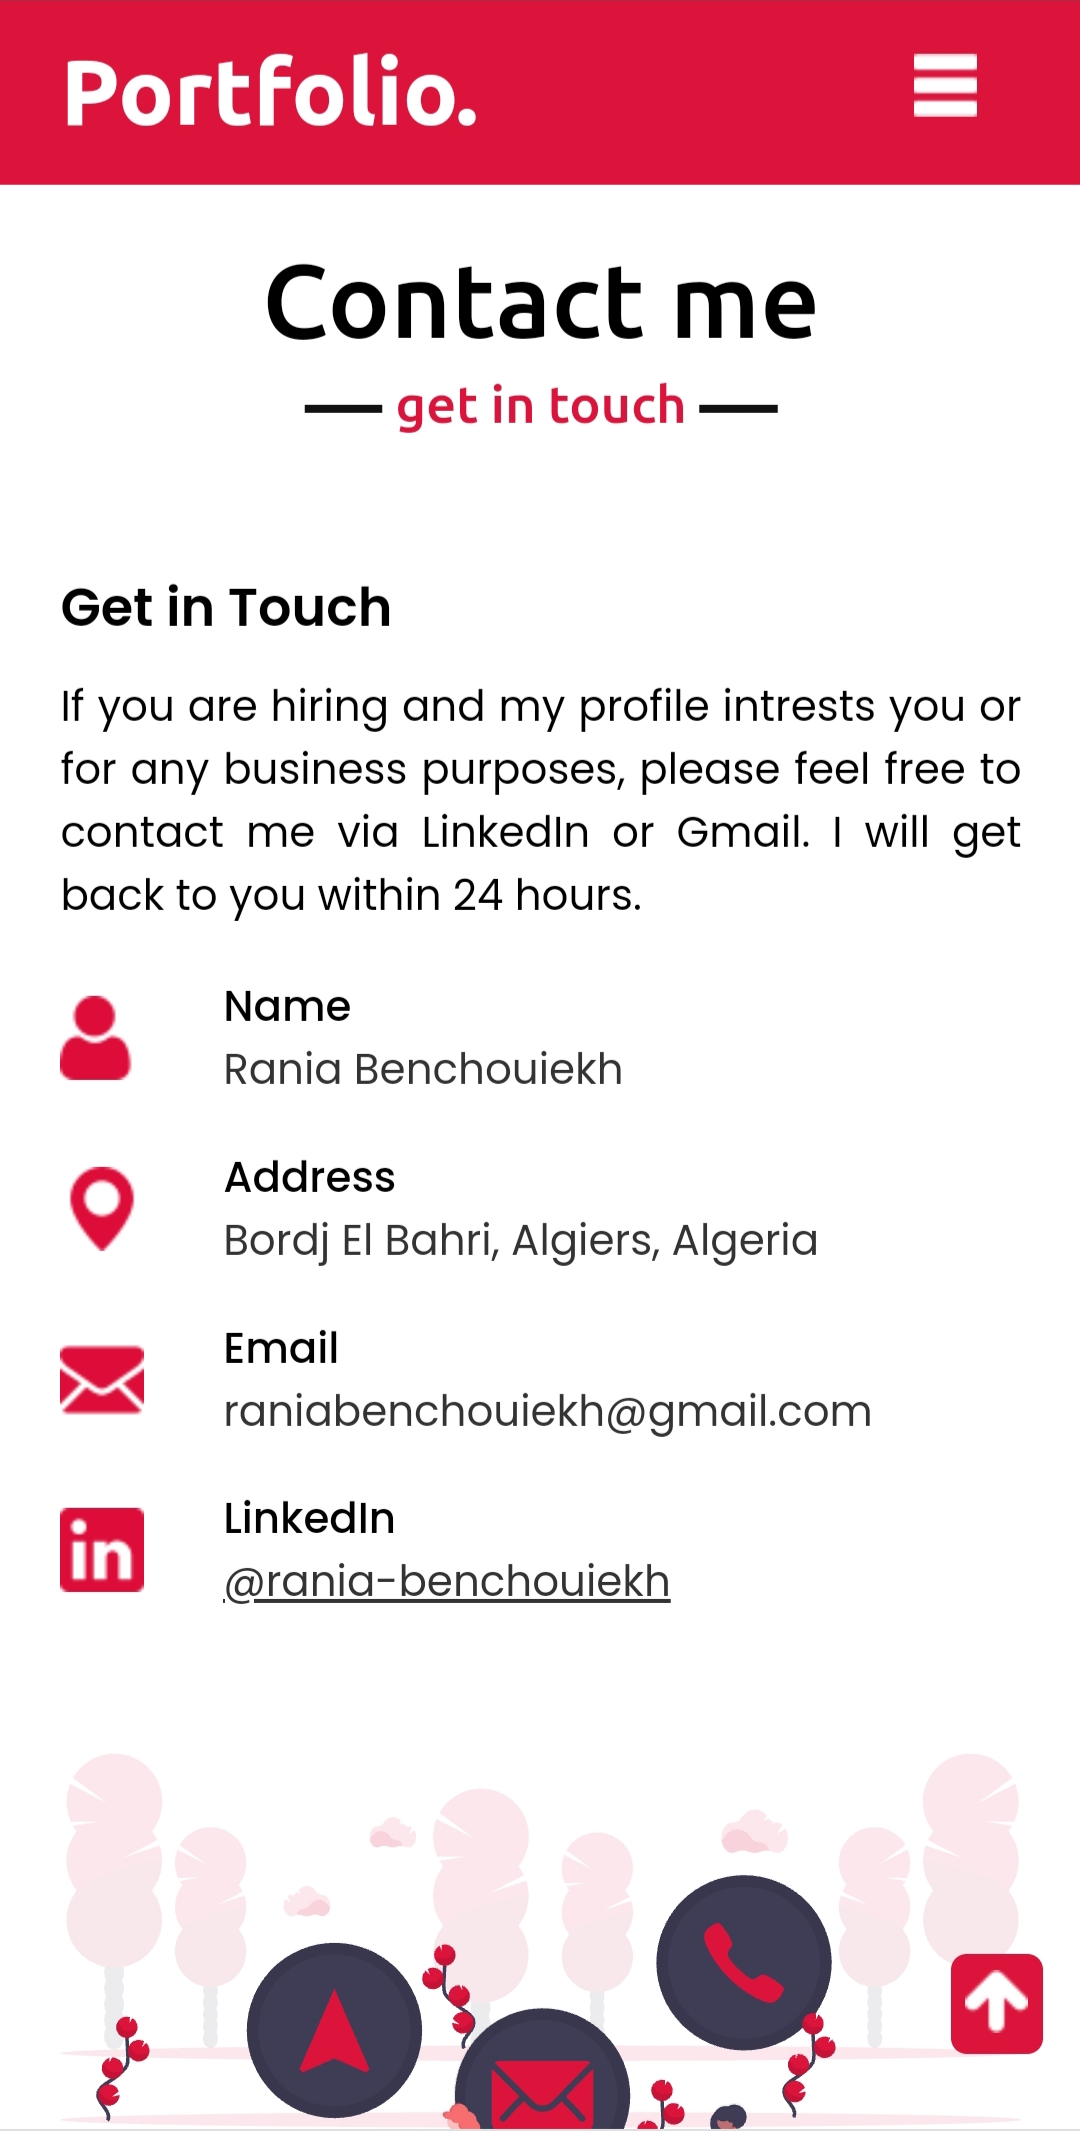 Portfolio.
Contact me
get in touch
Get in Touch
If you are hiring and my profile intrests you or
for any business purposes, please feel free to
contact me via LinkedIn or Gmail. I will get
back to you within 24 hours.
Name
Rania Benchouiekh
Address
Bordj El Bahri, Algiers, Algeria
Email
raniabenchouiekh@gmail.com
in
LinkedIn
@rania-benchouiekh